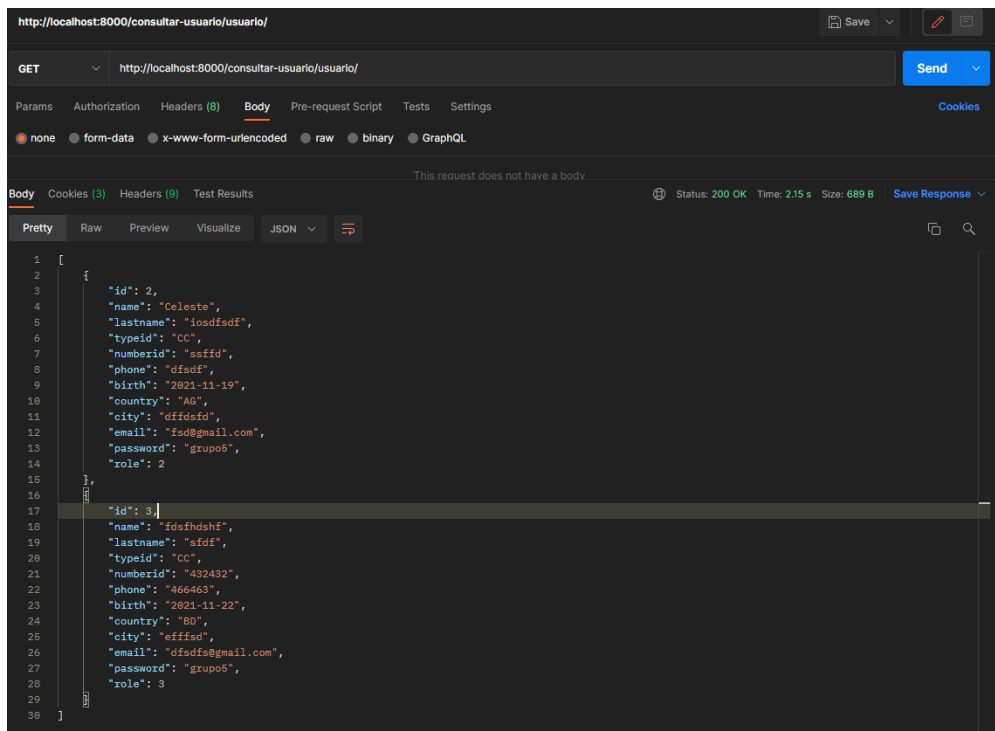 http://localhost:8000/consultar-usuario/usuario/ Save
GET http://localhost:8000/consultar-usuario/usuario/ Send
Params Authorization Headers (8) Body Pre-request Script Tests Settings Cookies
none form-data x-www-form-urlencoded raw binary GraphQL
This request does not have a body
Body Cookies (3) Headers (9) Test Results Status: 200 OK Time: 2.15 s Size: 689 B Save Response
Pretty Raw Preview Visualize JSON
1 [
2 {
3 "id": 2,
4 "name": "Celeste",
5 "lastname": "iosdfsdf",
6 "typeid": "CC",
7 "numberid": "ssffd",
8 "phone": "dfsdf",
9 "birth": "2021-11-19",
10 "country": "AG",
11 "city": "dffdsfd",
12 "email": "fsd@gmail.com",
13 "password": "grupo5",
14 "role": 2
15 },
16 {
17 "id": 3,
18 "name": "fdsfhdshf",
19 "lastname": "sfdf",
20 "typeid": "CC",
21 "numberid": "432432",
22 "phone": "466463",
23 "birth": "2021-11-22",
24 "country": "BD",
25 "city": "efffsd",
26 "email": "dfsdfs@gmail.com",
27 "password": "grupo5",
28 "role": 3
29 }
30 ]